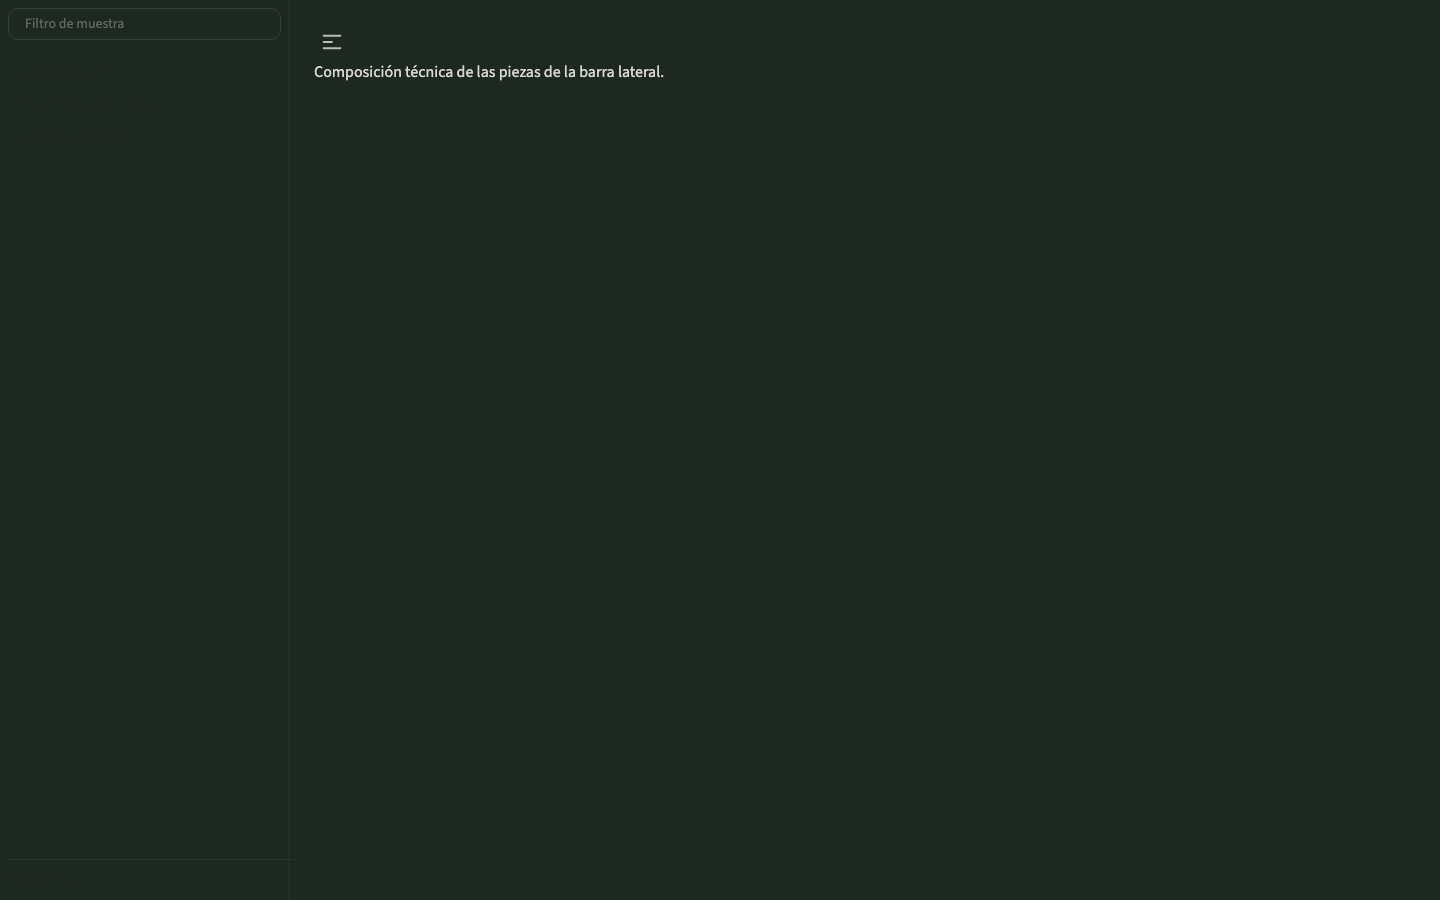 Filtro de muestra
Composición técnica de las piezas de la barra lateral.